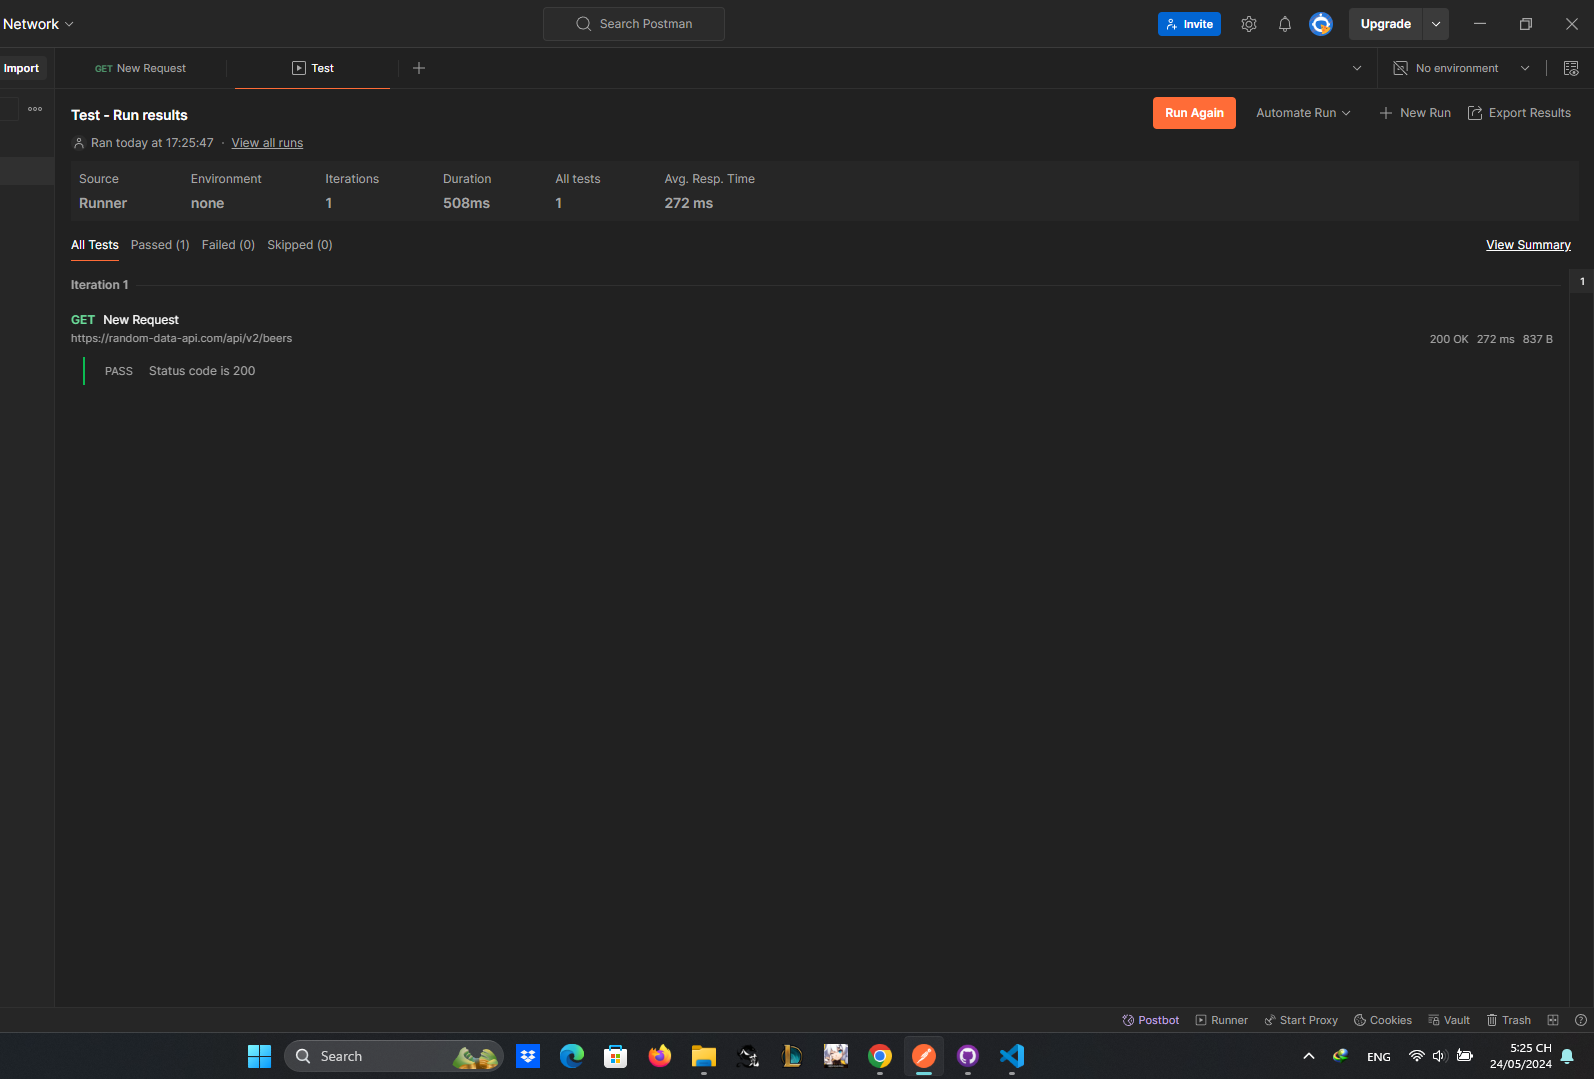 Network
Search Postman
Invite
Upgrade
Import
GET New Request
Test
No environment
Test - Run results
Run Again
Automate Run
New Run
Export Results
Ran today at 17:25:47 · View all runs
Source Environment Iterations Duration All tests Avg. Resp. Time
Runner none 1 508ms 1 272 ms
All Tests Passed (1) Failed (0) Skipped (0)
View Summary
Iteration 1
1
GET New Request
https://random-data-api.com/api/v2/beers
200 OK 272 ms 837 B
PASS Status code is 200
Postbot Runner Start Proxy Cookies Vault Trash
Search
ENG
5:25 CH
24/05/2024